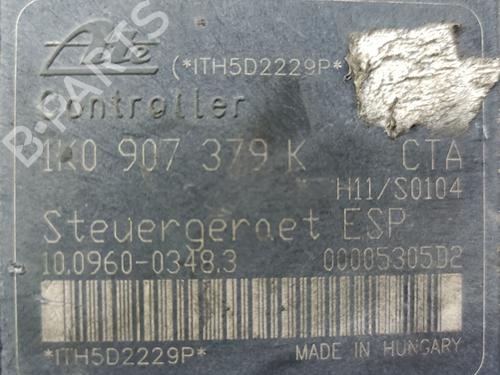 Ate
(*ITH5D2229P*
Controller
1K0 907 379 K CTA
H11/S0104
Steuergeraet ESP
10.0960-0348.3 00005305D2
*ITH5D2229P* MADE IN HUNGARY
B-PARTS